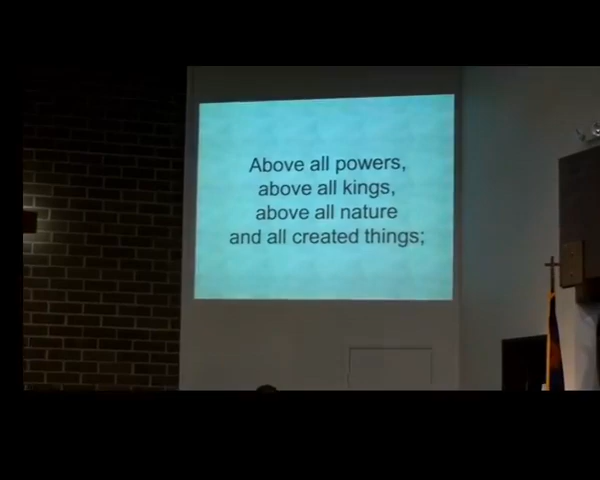 Above all powers,
above all kings,
above all nature
and all created things;